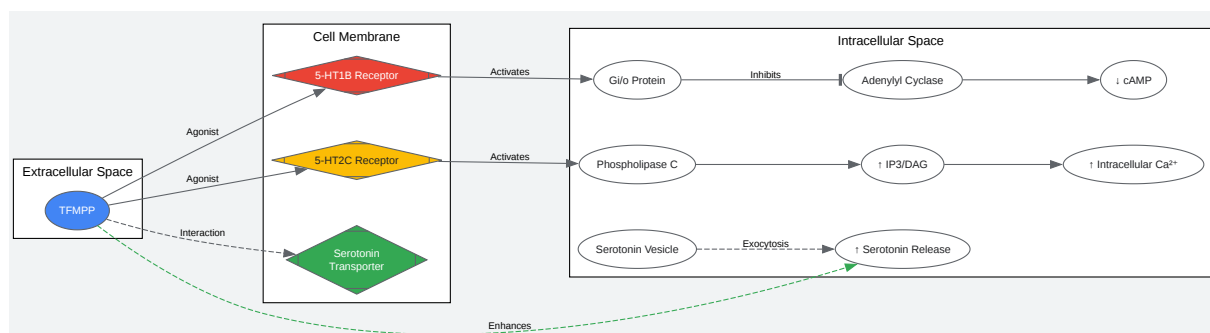 Cell Membrane
Intracellular Space
5-HT1B Receptor
Activates
Gi/o Protein
Inhibits
Adenylyl Cyclase
↓ cAMP
Agonist
5-HT2C Receptor
Activates
Phospholipase C
↑ IP3/DAG
↑ Intracellular Ca²⁺
Extracellular Space
Agonist
TFMPP
Interaction
Serotonin
Transporter
Serotonin Vesicle
Exocytosis
↑ Serotonin Release
Enhances